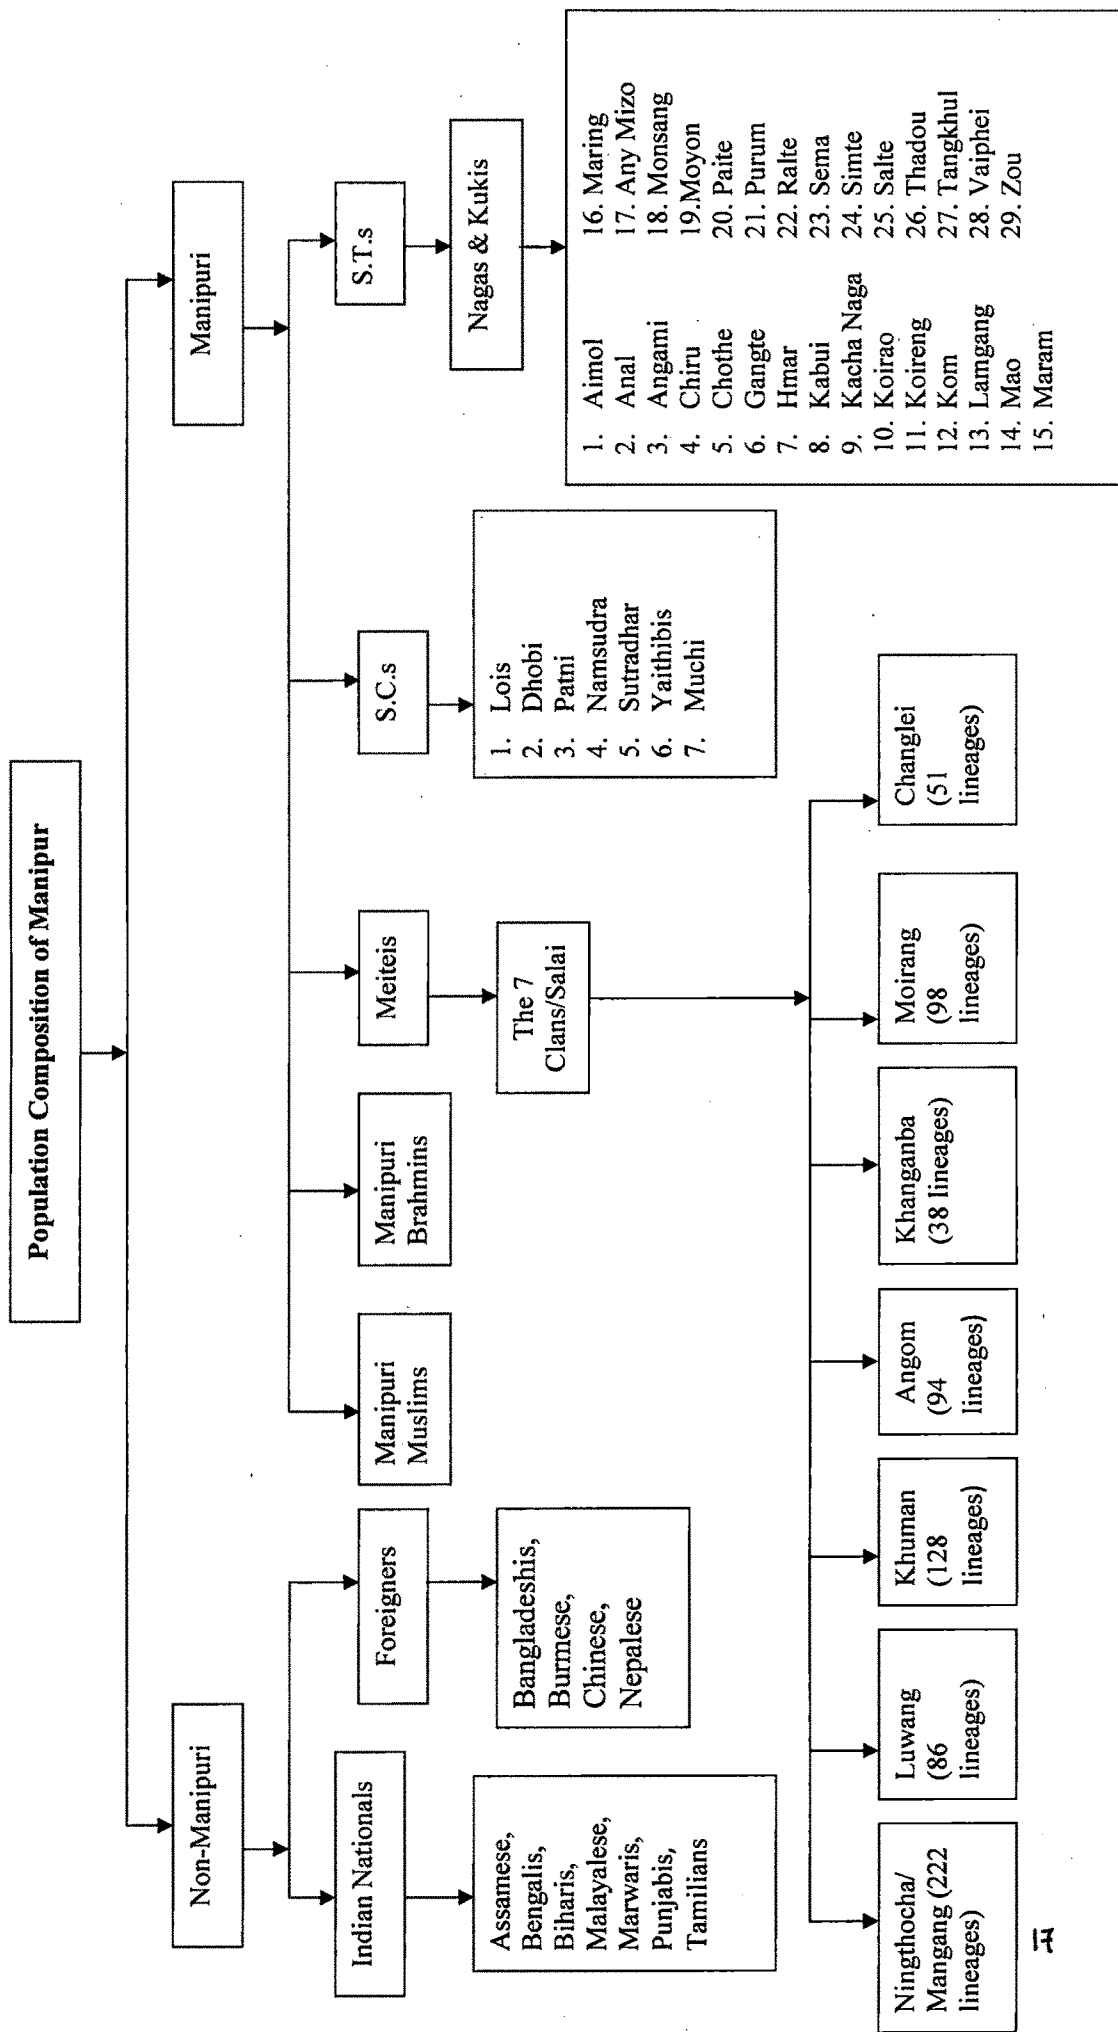 Population Composition of Manipur
Non-Manipuri
Manipuri
Indian Nationals
Foreigners
Manipuri
Muslims
Manipuri
Brahmins
Meiteis
S.C.s
S.T.s
Assamese,
Bengalis,
Biharis,
Malayalese,
Marwaris,
Punjabis,
Tamilians
Bangladeshis,
Burmese,
Chinese,
Nepalese
The 7
Clans/Salai
1. Lois
2. Dhobi
3. Patni
4. Namsudra
5. Sutradhar
6. Yaithibis
7. Muchi
Nagas & Kukis
1. Aimol
2. Anal
3. Angami
4. Chiru
5. Chothe
6. Gangte
7. Hmar
8. Kabui
9. Kacha Naga
10. Koirao
11. Koireng
12. Kom
13. Lamgang
14. Mao
15. Maram
16. Maring
17. Any Mizo
18. Monsang
19.Moyon
20. Paite
21. Purum
22. Ralte
23. Sema
24. Simte
25. Salte
26. Thadou
27. Tangkhul
28. Vaiphei
29. Zou
Ningthocha/
Mangang (222
lineages)
Luwang
(86
lineages)
Khuman
(128
lineages)
Angom
(94
lineages)
Khanganba
(38 lineages)
Moirang
(98
lineages)
Changlei
(51
lineages)